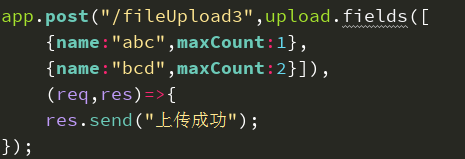 app.post("/fileUpload3",upload.fields([
    {name:"abc",maxCount:1},
    {name:"bcd",maxCount:2}]),
    (req,res)=>{
    res.send("上传成功");
});